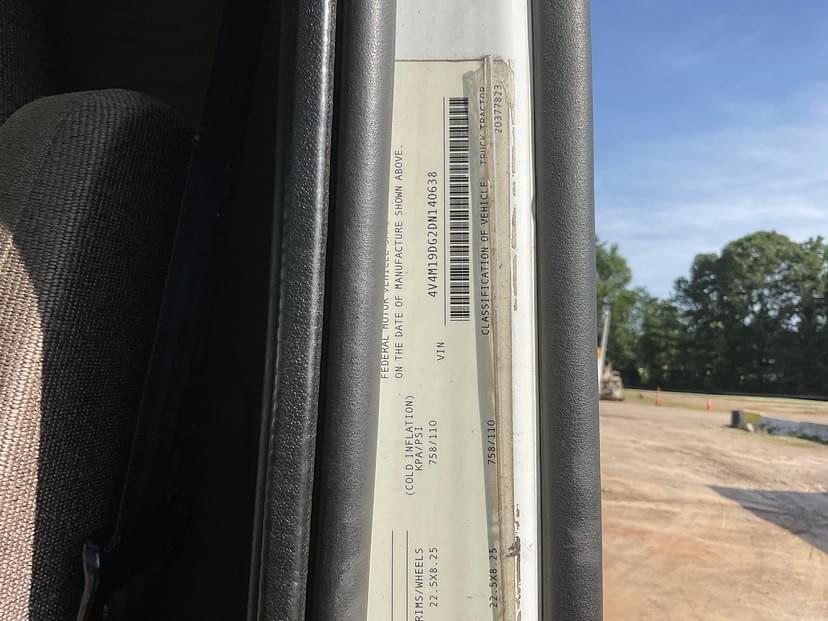 FEDERAL MOTOR VEHICLE
ON THE DATE OF MANUFACTURE SHOWN ABOVE.
(COLD INFLATION)
RIMS/WHEELS KPA/PSI
22.5X8.25 758/110
VIN 4V4M19DG2DN140638
CLASSIFICATION OF VEHICLE: TRUCK TRACTOR
22.5X8.25 758/110 20377823